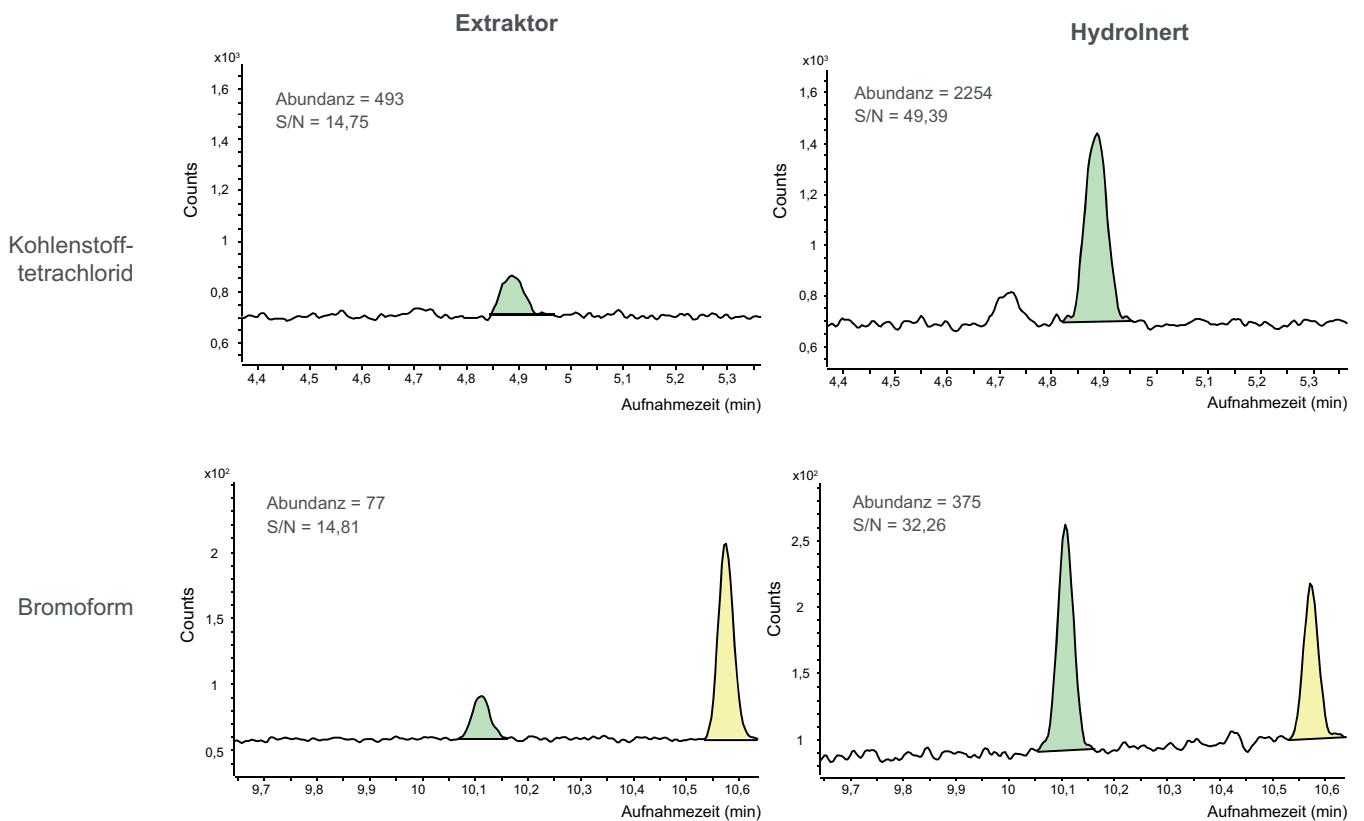 Extraktor
HydroInert
Kohlenstoff-
tetrachlorid
x10³
Abundanz = 493
S/N = 14,75
Counts
1,6
1,4
1,2
1
0,8
0,6
4,4 4,5 4,6 4,7 4,8 4,9 5 5,1 5,2 5,3
Aufnahmezeit (min)
x10³
Abundanz = 2254
S/N = 49,39
Counts
1,6
1,4
1,2
1
0,8
0,6
4,4 4,5 4,6 4,7 4,8 4,9 5 5,1 5,2 5,3
Aufnahmezeit (min)
Bromoform
x10²
Abundanz = 77
S/N = 14,81
Counts
2
1,5
1
0,5
9,7 9,8 9,9 10 10,1 10,2 10,3 10,4 10,5 10,6
Aufnahmezeit (min)
x10²
Abundanz = 375
S/N = 32,26
Counts
2,5
2
1,5
1
9,7 9,8 9,9 10 10,1 10,2 10,3 10,4 10,5 10,6
Aufnahmezeit (min)